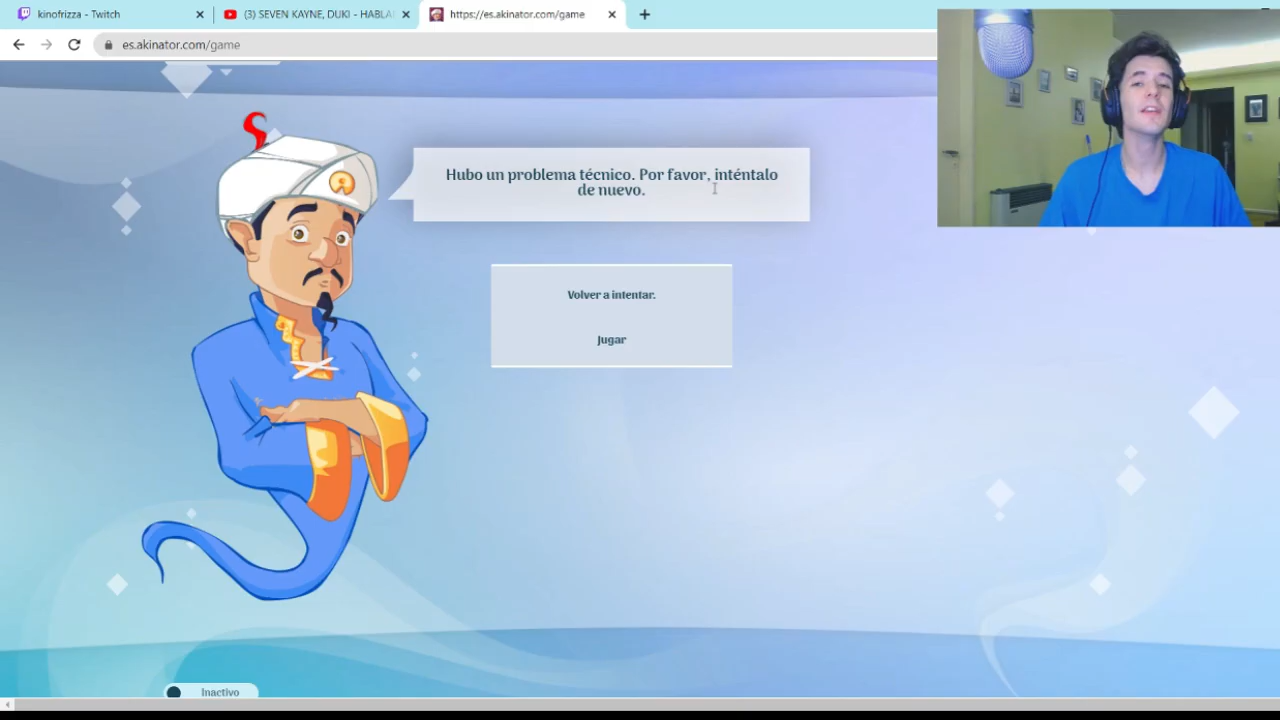 kinofrizza - Twitch
(3) SEVEN KAYNE, DUKI - HABLA
https://es.akinator.com/game
es.akinator.com/game
Hubo un problema técnico. Por favor, inténtalo
de nuevo.
Volver a intentar.
Jugar
Inactivo